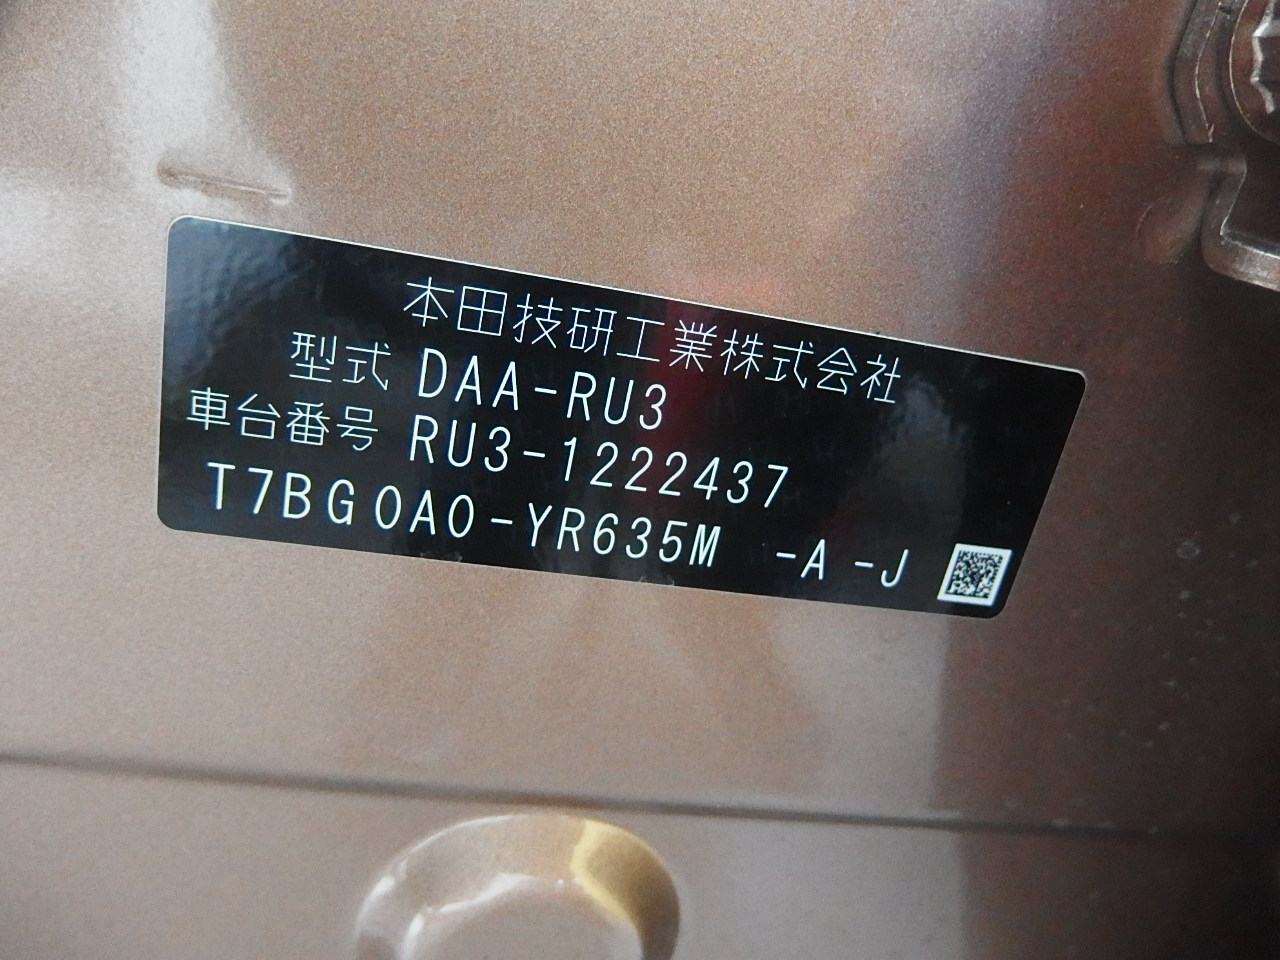 本田技研工業株式会社
型式 DAA-RU3
車台番号 RU3-1222437
T7BG0A0-YR635M -A -J